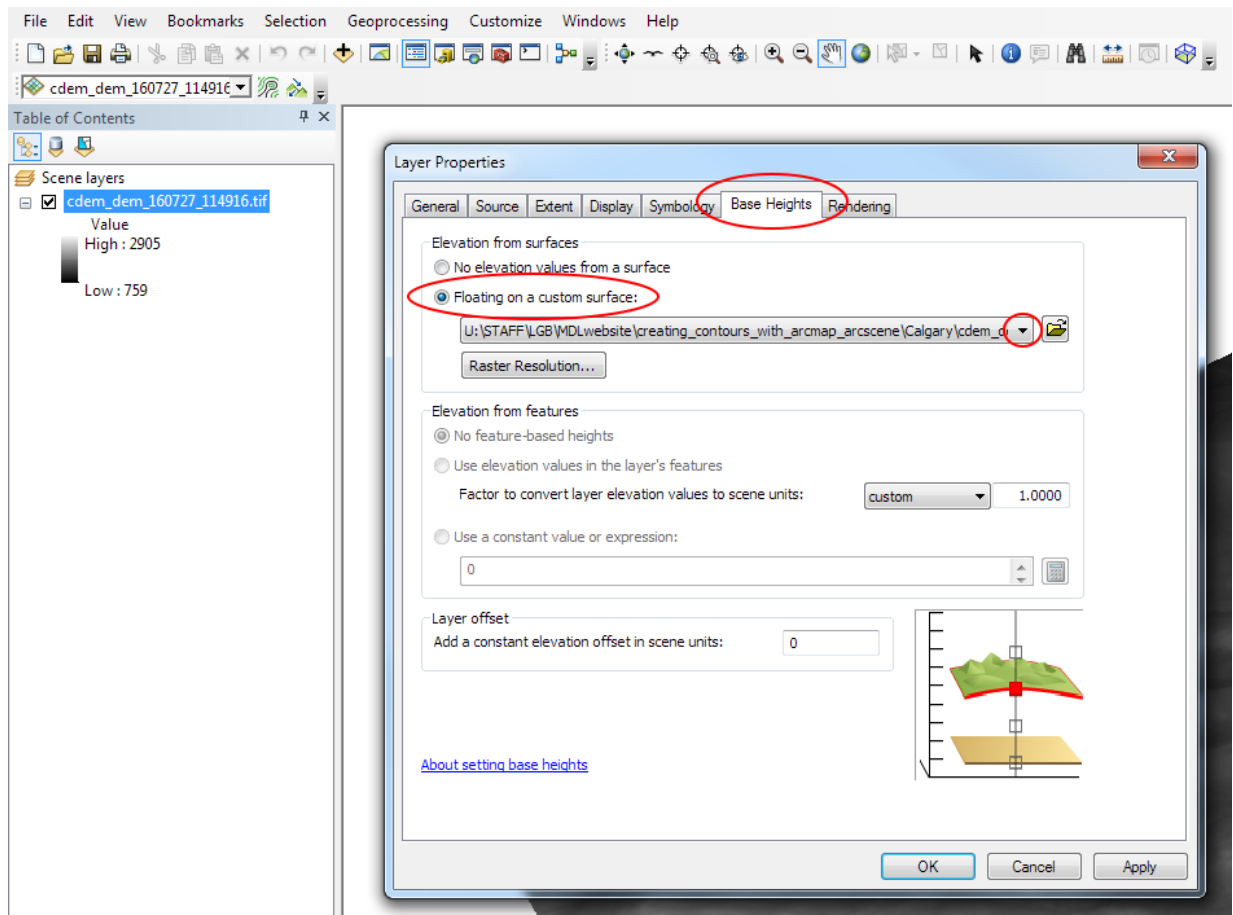 File Edit View Bookmarks Selection Geoprocessing Customize Windows Help
cdem_dem_160727_114916
Table of Contents
Scene layers
cdem_dem_160727_114916.tif
Value
High : 2905
Low : 759
Layer Properties
General Source Extent Display Symbology Base Heights Rendering
Elevation from surfaces
No elevation values from a surface
Floating on a custom surface:
U:\STAFF\LGB\MDLwebsite\creating_contours_with_arcmap_arcscene\Calgary\cdem_d
Raster Resolution...
Elevation from features
No feature-based heights
Use elevation values in the layer's features
Factor to convert layer elevation values to scene units: custom 1.0000
Use a constant value or expression:
0
Layer offset
Add a constant elevation offset in scene units: 0
About setting base heights
OK Cancel Apply